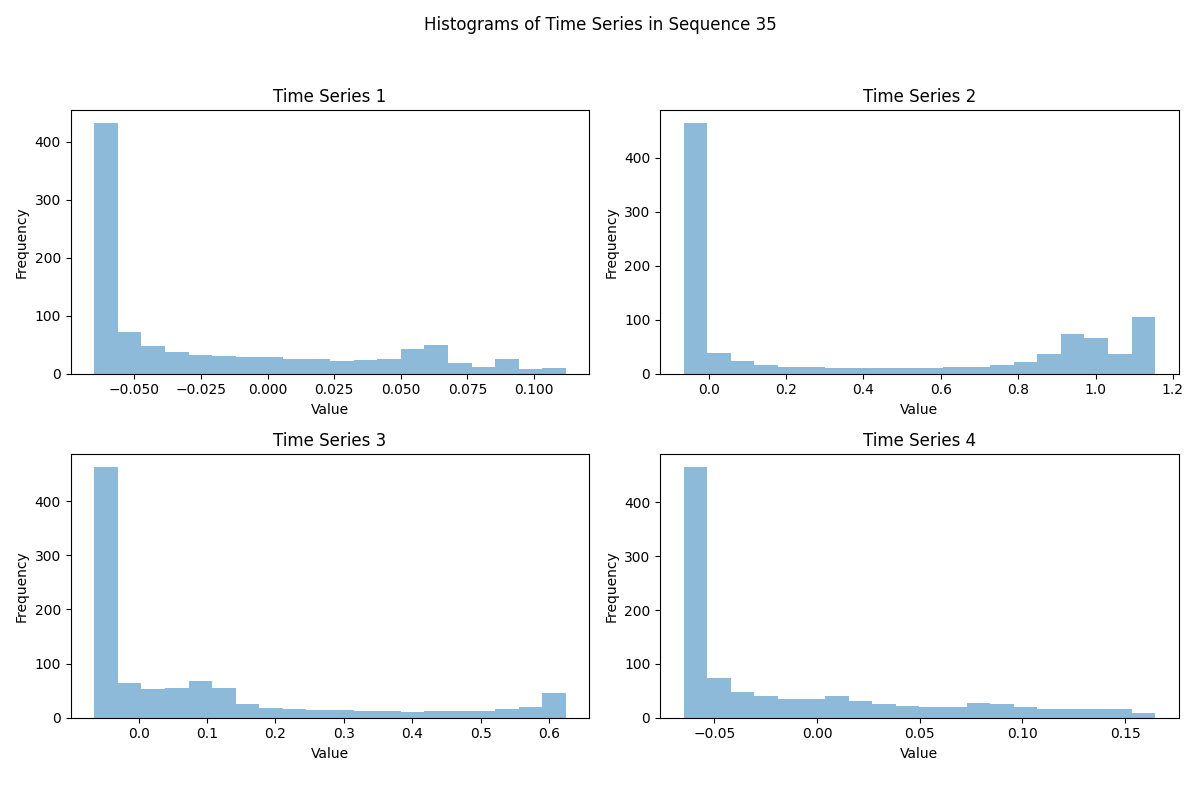 Histograms of Time Series in Sequence 35
Time Series 1
Frequency
400
300
200
100
0
−0.050 −0.025 0.000 0.025 0.050 0.075 0.100
Value
Time Series 2
Frequency
400
300
200
100
0
0.0 0.2 0.4 0.6 0.8 1.0 1.2
Value
Time Series 3
Frequency
400
300
200
100
0
0.0 0.1 0.2 0.3 0.4 0.5 0.6
Value
Time Series 4
Frequency
400
300
200
100
0
−0.05 0.00 0.05 0.10 0.15
Value